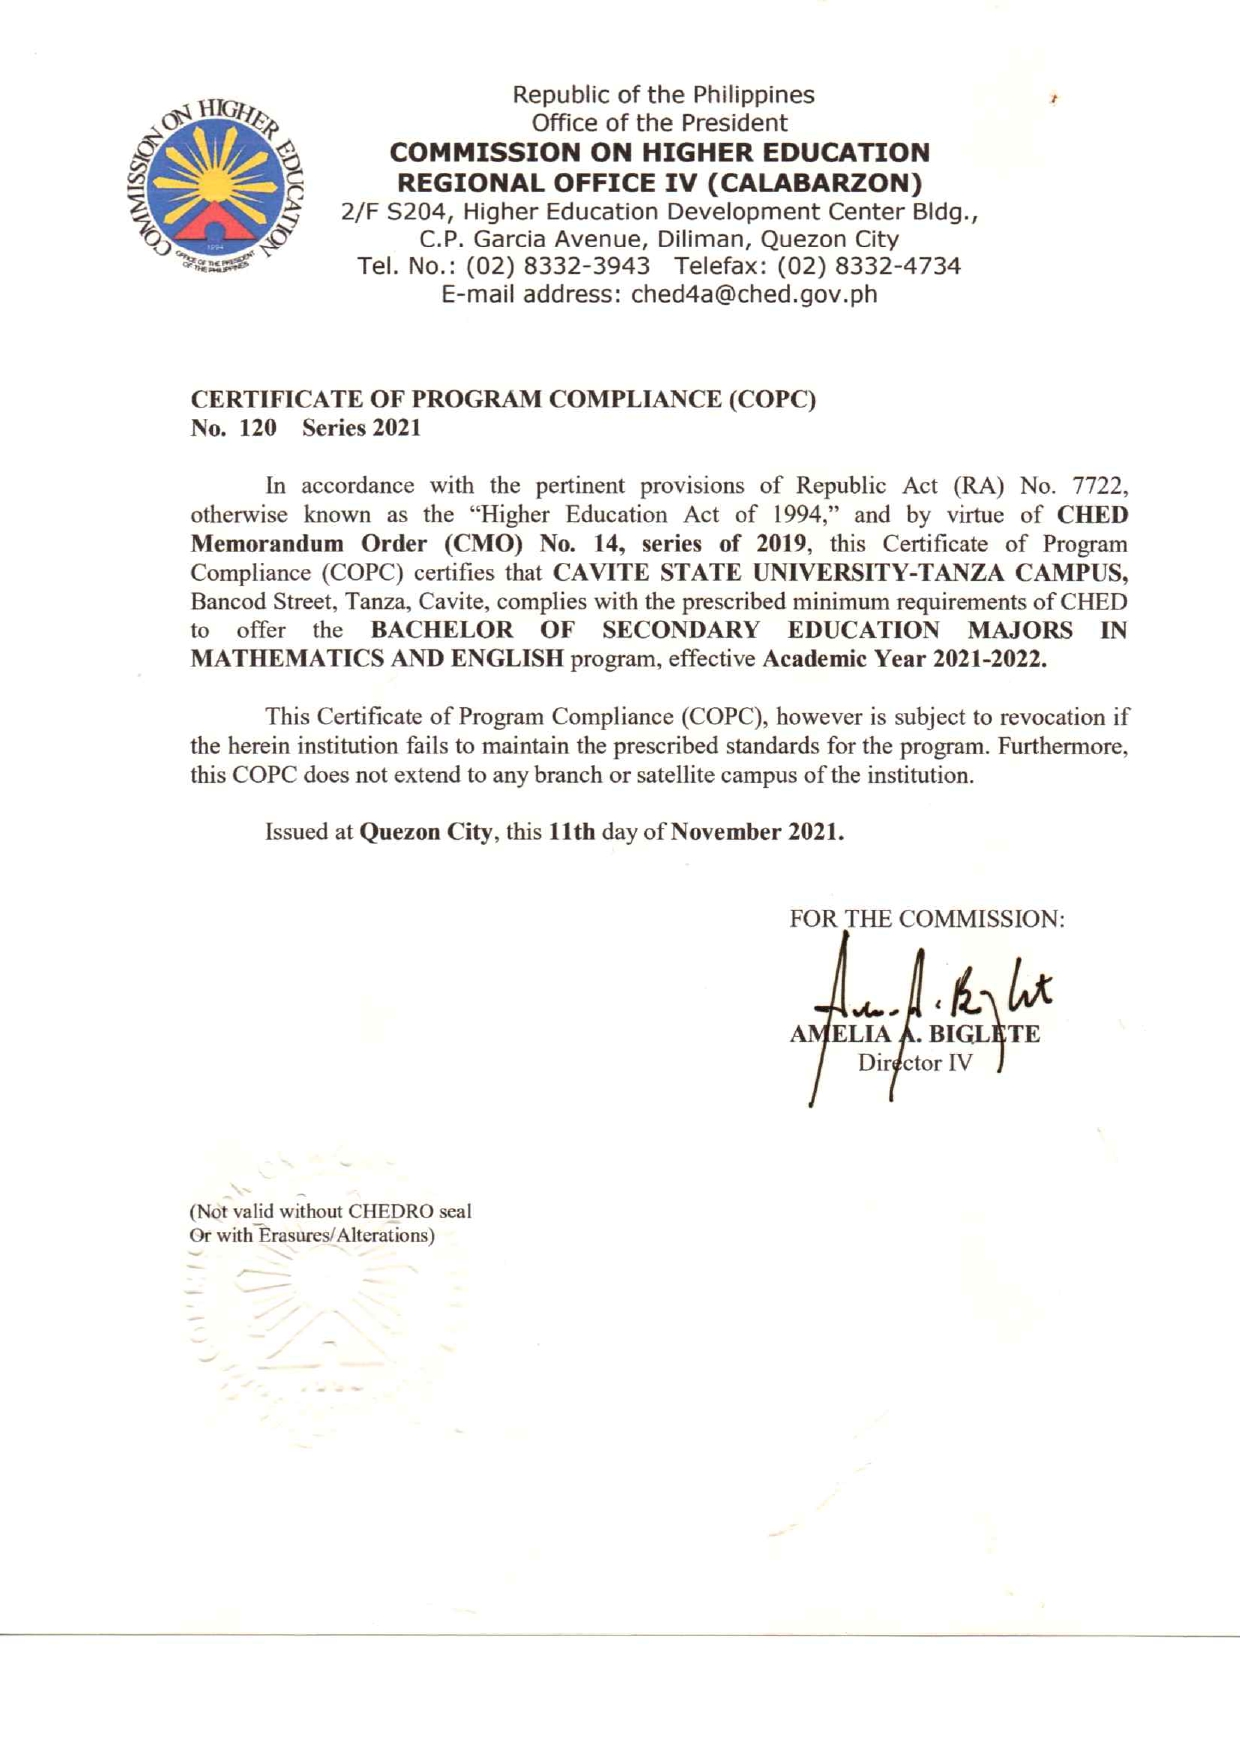 COMMISSION ON HIGHER EDUCATION
1994
OFFICE OF THE PRESIDENT
OF THE PHILIPPINES
Republic of the Philippines
Office of the President
COMMISSION ON HIGHER EDUCATION
REGIONAL OFFICE IV (CALABARZON)
2/F S204, Higher Education Development Center Bldg.,
C.P. Garcia Avenue, Diliman, Quezon City
Tel. No.: (02) 8332-3943 Telefax: (02) 8332-4734
E-mail address: ched4a@ched.gov.ph
CERTIFICATE OF PROGRAM COMPLIANCE (COPC)
No. 120 Series 2021
In accordance with the pertinent provisions of Republic Act (RA) No. 7722,
otherwise known as the “Higher Education Act of 1994,” and by virtue of CHED
Memorandum Order (CMO) No. 14, series of 2019, this Certificate of Program
Compliance (COPC) certifies that CAVITE STATE UNIVERSITY-TANZA CAMPUS,
Bancod Street, Tanza, Cavite, complies with the prescribed minimum requirements of CHED
to offer the BACHELOR OF SECONDARY EDUCATION MAJORS IN
MATHEMATICS AND ENGLISH program, effective Academic Year 2021-2022.
This Certificate of Program Compliance (COPC), however is subject to revocation if
the herein institution fails to maintain the prescribed standards for the program. Furthermore,
this COPC does not extend to any branch or satellite campus of the institution.
Issued at Quezon City, this 11th day of November 2021.
FOR THE COMMISSION:
AMELIA A. BIGLETE
Director IV
(Not valid without CHEDRO seal
Or with Erasures/Alterations)